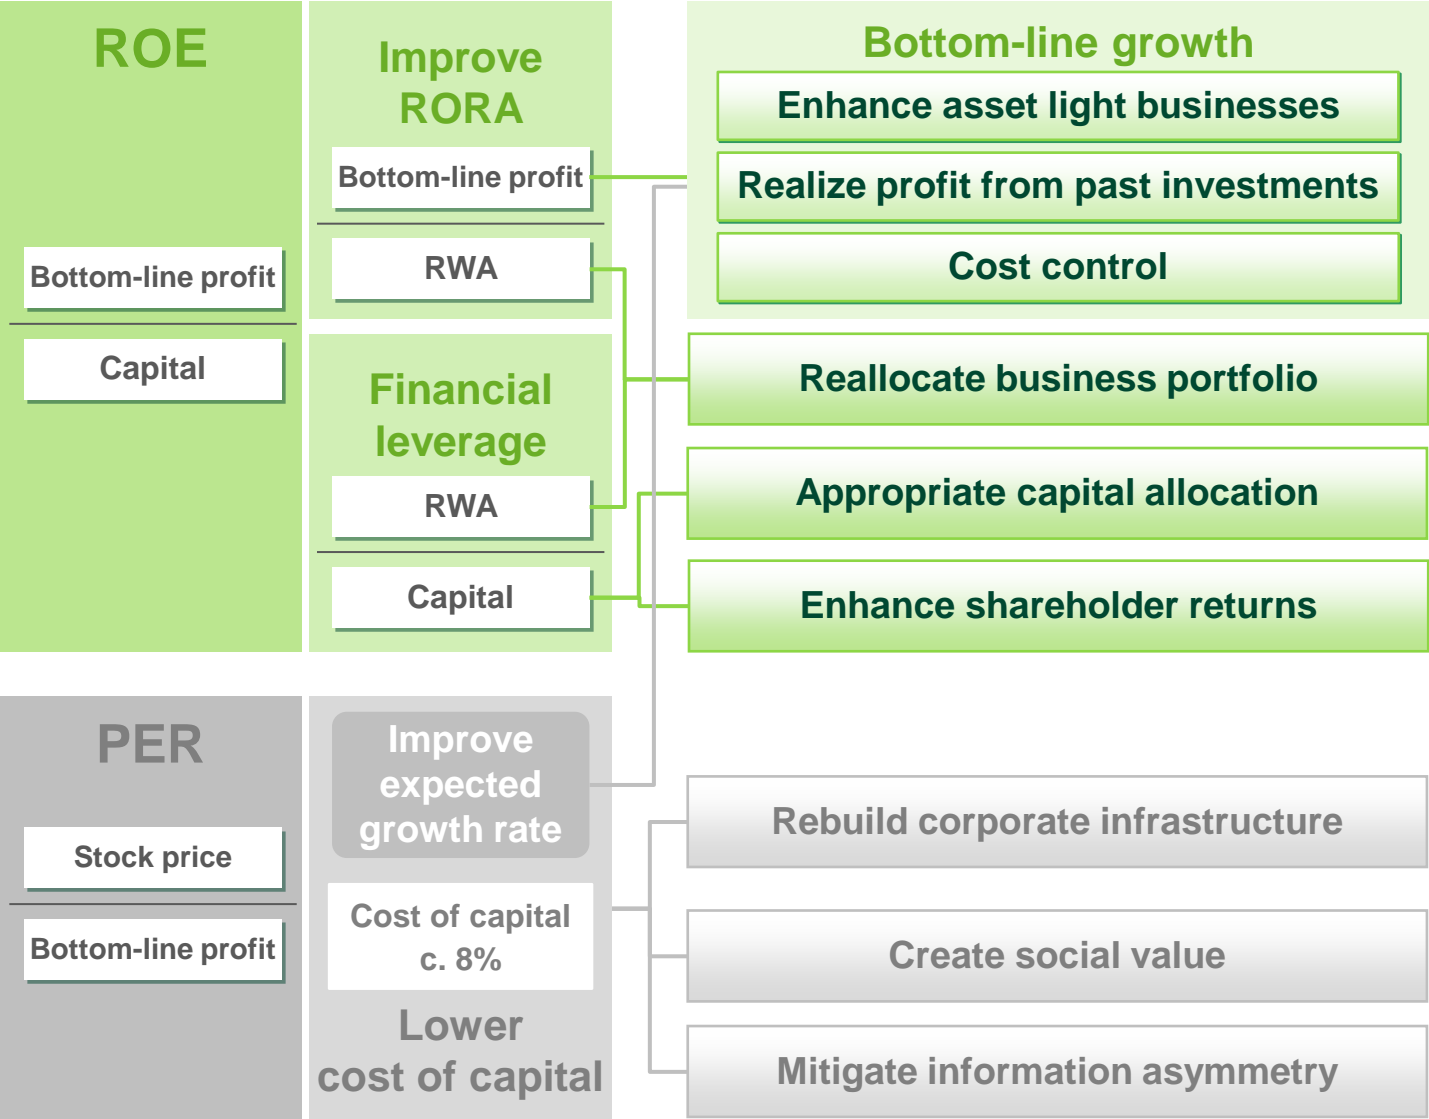 ROE
Bottom-line profit
Capital
Improve
RORA
Bottom-line profit
RWA
Financial
leverage
RWA
Capital
Bottom-line growth
Enhance asset light businesses
Realize profit from past investments
Cost control
Reallocate business portfolio
Appropriate capital allocation
Enhance shareholder returns
PER
Stock price
Bottom-line profit
Improve
expected
growth rate
Cost of capital
c. 8%
Lower
cost of capital
Rebuild corporate infrastructure
Create social value
Mitigate information asymmetry